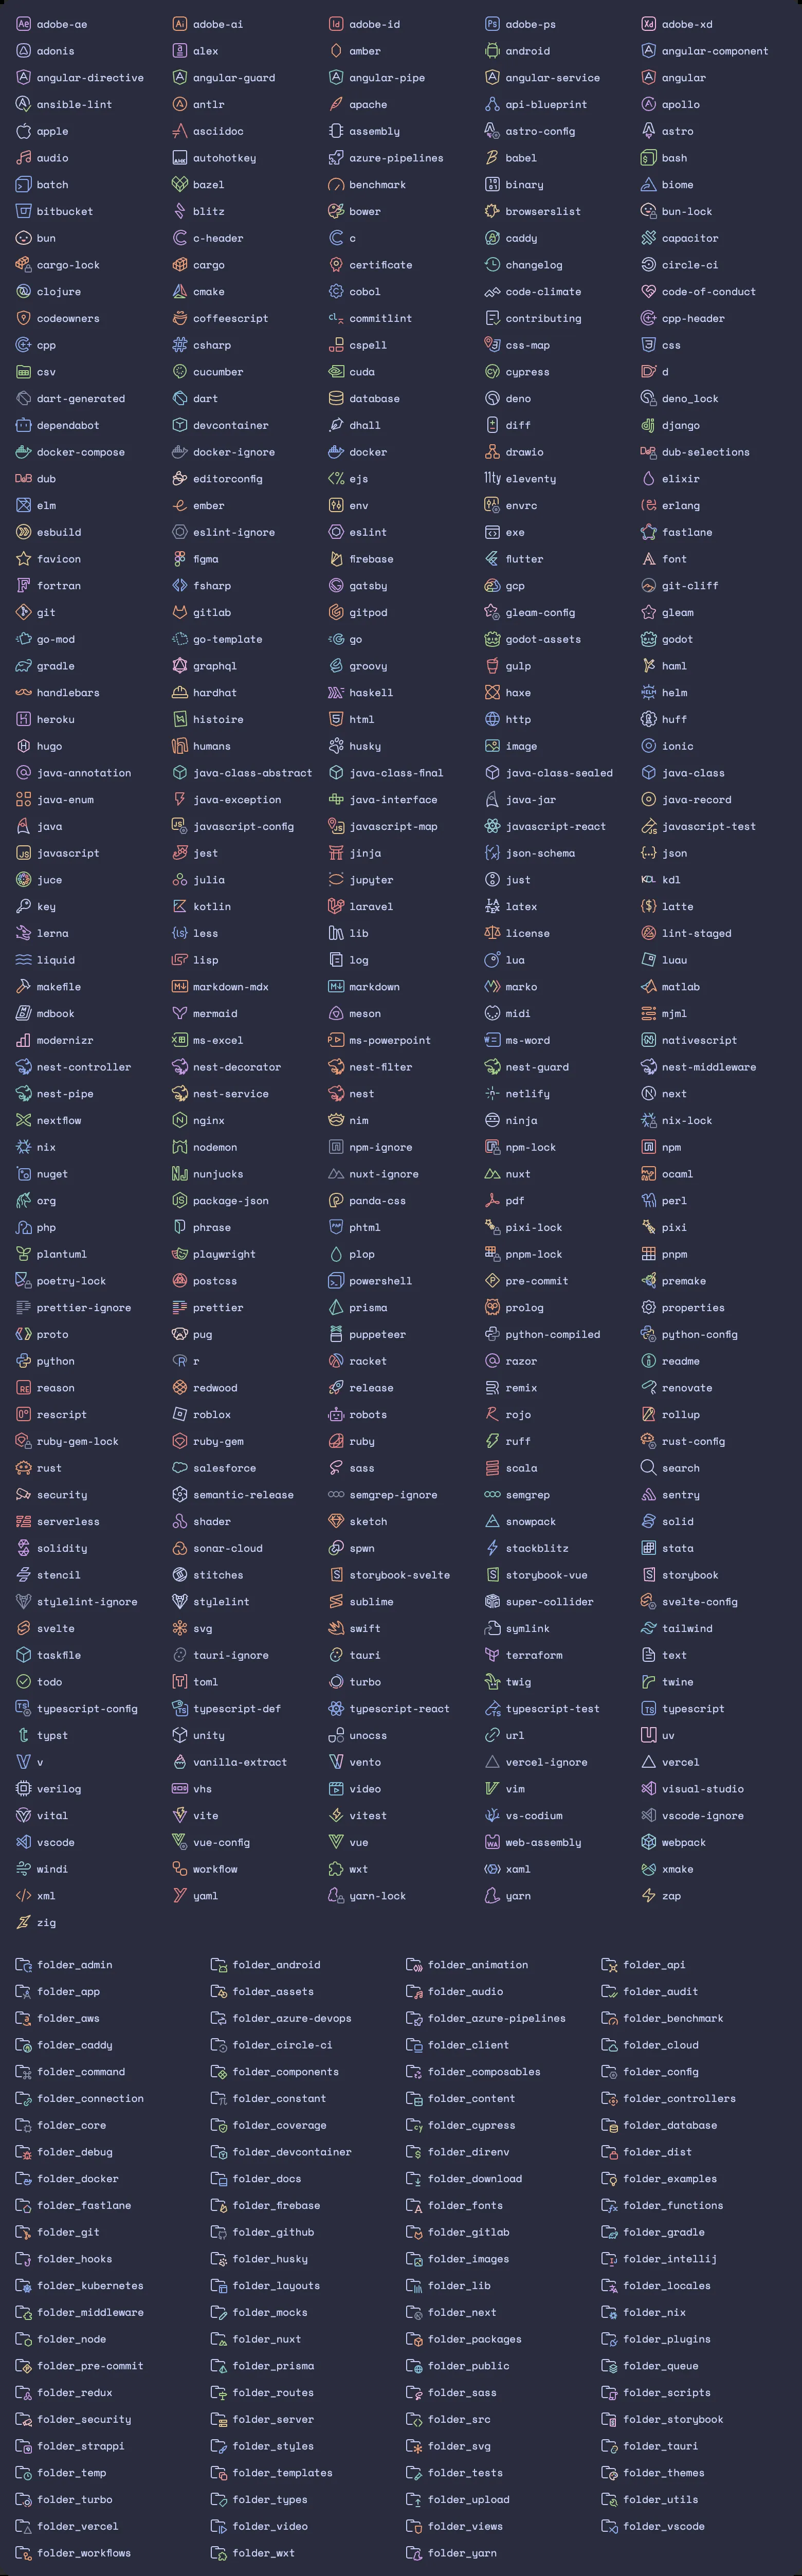 adobe-ae adobe-ai adobe-id adobe-ps adobe-xd
adonis alex amber android angular-component
angular-directive angular-guard angular-pipe angular-service angular
ansible-lint antlr apache api-blueprint apollo
apple asciidoc assembly astro-config astro
audio autohotkey azure-pipelines babel bash
batch bazel benchmark binary biome
bitbucket blitz bower browserslist bun-lock
bun c-header c caddy capacitor
cargo-lock cargo certificate changelog circle-ci
clojure cmake cobol code-climate code-of-conduct
codeowners coffeescript commitlint contributing cpp-header
cpp csharp cspell css-map css
csv cucumber cuda cypress d
dart-generated dart database deno deno_lock
dependabot devcontainer dhall diff django
docker-compose docker-ignore docker drawio dub-selections
dub editorconfig ejs eleventy elixir
elm ember env envrc erlang
esbuild eslint-ignore eslint exe fastlane
favicon figma firebase flutter font
fortran fsharp gatsby gcp git-cliff
git gitlab gitpod gleam-config gleam
go-mod go-template go godot-assets godot
gradle graphql groovy gulp haml
handlebars hardhat haskell haxe helm
heroku histoire html http huff
hugo humans husky image ionic
java-annotation java-class-abstract java-class-final java-class-sealed java-class
java-enum java-exception java-interface java-jar java-record
java javascript-config javascript-map javascript-react javascript-test
javascript jest jinja json-schema json
juce julia jupyter just kdl
key kotlin laravel latex latte
lerna less lib license lint-staged
liquid lisp log lua luau
makefile markdown-mdx markdown marko matlab
mdbook mermaid meson midi mjml
modernizr ms-excel ms-powerpoint ms-word nativescript
nest-controller nest-decorator nest-filter nest-guard nest-middleware
nest-pipe nest-service nest netlify next
nextflow nginx nim ninja nix-lock
nix nodemon npm-ignore npm-lock npm
nuget nunjucks nuxt-ignore nuxt ocaml
org package-json panda-css pdf perl
php phrase phtml pixi-lock pixi
plantuml playwright plop pnpm-lock pnpm
poetry-lock postcss powershell pre-commit premake
prettier-ignore prettier prisma prolog properties
proto pug puppeteer python-compiled python-config
python r racket razor readme
reason redwood release remix renovate
rescript roblox robots rojo rollup
ruby-gem-lock ruby-gem ruby ruff rust-config
rust salesforce sass scala search
security semantic-release semgrep-ignore semgrep sentry
serverless shader sketch snowpack solid
solidity sonar-cloud spwn stackblitz stata
stencil stitches storybook-svelte storybook-vue storybook
stylelint-ignore stylelint sublime super-collider svelte-config
svelte svg swift symlink tailwind
taskfile tauri-ignore tauri terraform text
todo toml turbo twig twine
typescript-config typescript-def typescript-react typescript-test typescript
typst unity unocss url uv
v vanilla-extract vento vercel-ignore vercel
verilog vhs video vim visual-studio
vital vite vitest vs-codium vscode-ignore
vscode vue-config vue web-assembly webpack
windi workflow wxt xaml xmake
xml yaml yarn-lock yarn zap
zig
folder_admin folder_android folder_animation folder_api
folder_app folder_assets folder_audio folder_audit
folder_aws folder_azure-devops folder_azure-pipelines folder_benchmark
folder_caddy folder_circle-ci folder_client folder_cloud
folder_command folder_components folder_composables folder_config
folder_connection folder_constant folder_content folder_controllers
folder_core folder_coverage folder_cypress folder_database
folder_debug folder_devcontainer folder_direnv folder_dist
folder_docker folder_docs folder_download folder_examples
folder_fastlane folder_firebase folder_fonts folder_functions
folder_git folder_github folder_gitlab folder_gradle
folder_hooks folder_husky folder_images folder_intellij
folder_kubernetes folder_layouts folder_lib folder_locales
folder_middleware folder_mocks folder_next folder_nix
folder_node folder_nuxt folder_packages folder_plugins
folder_pre-commit folder_prisma folder_public folder_queue
folder_redux folder_routes folder_sass folder_scripts
folder_security folder_server folder_src folder_storybook
folder_strappi folder_styles folder_svg folder_tauri
folder_temp folder_templates folder_tests folder_themes
folder_turbo folder_types folder_upload folder_utils
folder_vercel folder_video folder_views folder_vscode
folder_workflows folder_wxt folder_yarn